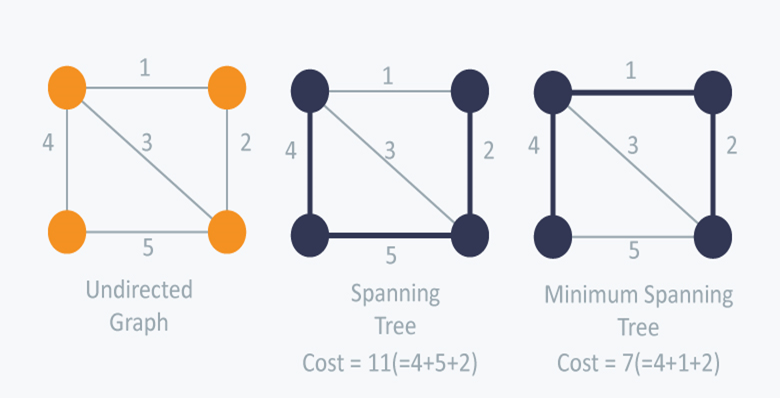 1
4
3
2
5
Undirected
Graph
1
4
3
2
5
Spanning
Tree
Cost = 11(=4+5+2)
1
4
3
2
5
Minimum Spanning
Tree
Cost = 7(=4+1+2)